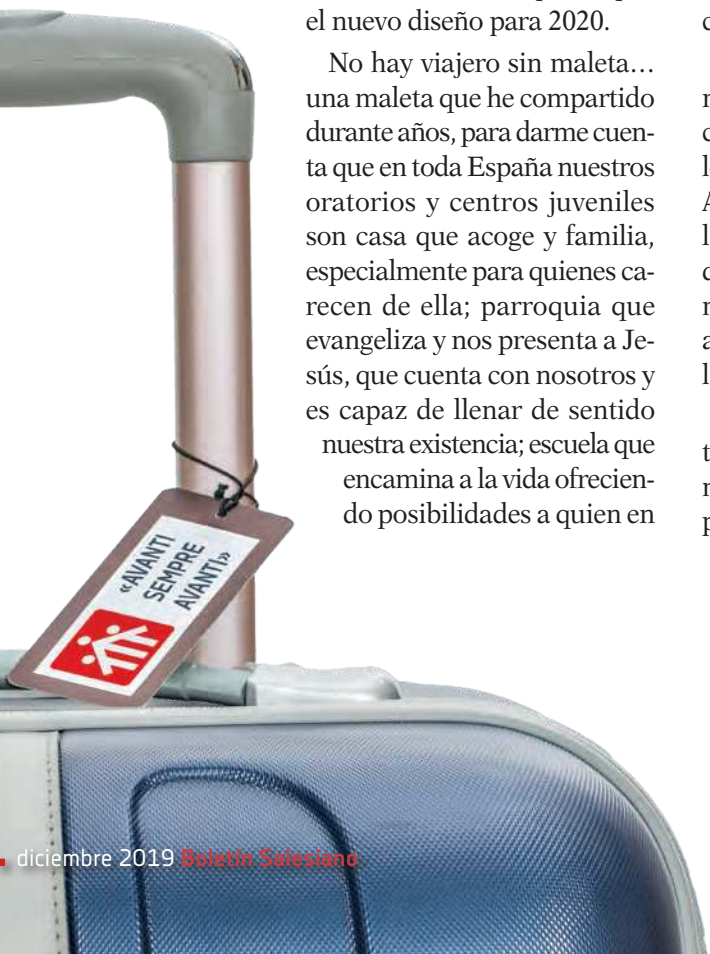 el nuevo diseño para 2020.
No hay viajero sin maleta…
una maleta que he compartido
durante años, para darme cuen-
ta que en toda España nuestros
oratorios y centros juveniles
son casa que acoge y familia,
especialmente para quienes ca-
recen de ella; parroquia que
evangeliza y nos presenta a Je-
sús, que cuenta con nosotros y
es capaz de llenar de sentido
nuestra existencia; escuela que
encamina a la vida ofrecien-
do posibilidades a quien en
«AVANTI
SEMPRE
AVANTI»
diciembre 2019 Boletín Salesiano